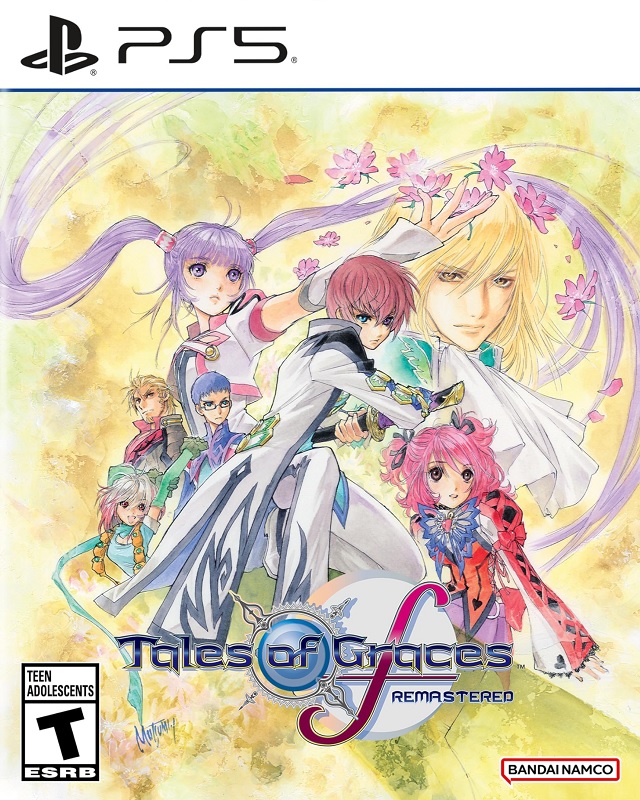 PS5
Tales of Graces f
REMASTERED
TEEN
ADOLESCENTS
T
ESRB
BANDAI NAMCO